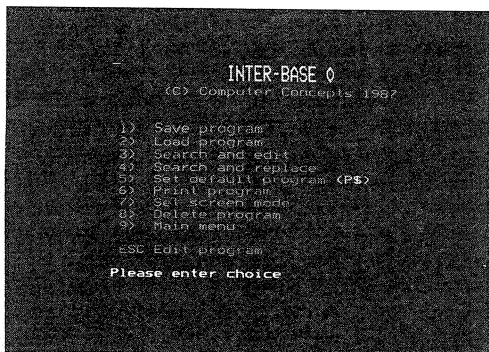 INTER-BASE 0
(C) Computer Concepts 1987
1) Save program
2) Load program
3) Search and edit
4) Search and replace
5) Set default program (P$)
6) Print program
7) Set screen mode
8) Delete program
9) Main menu
ESC Edit program
Please enter choice